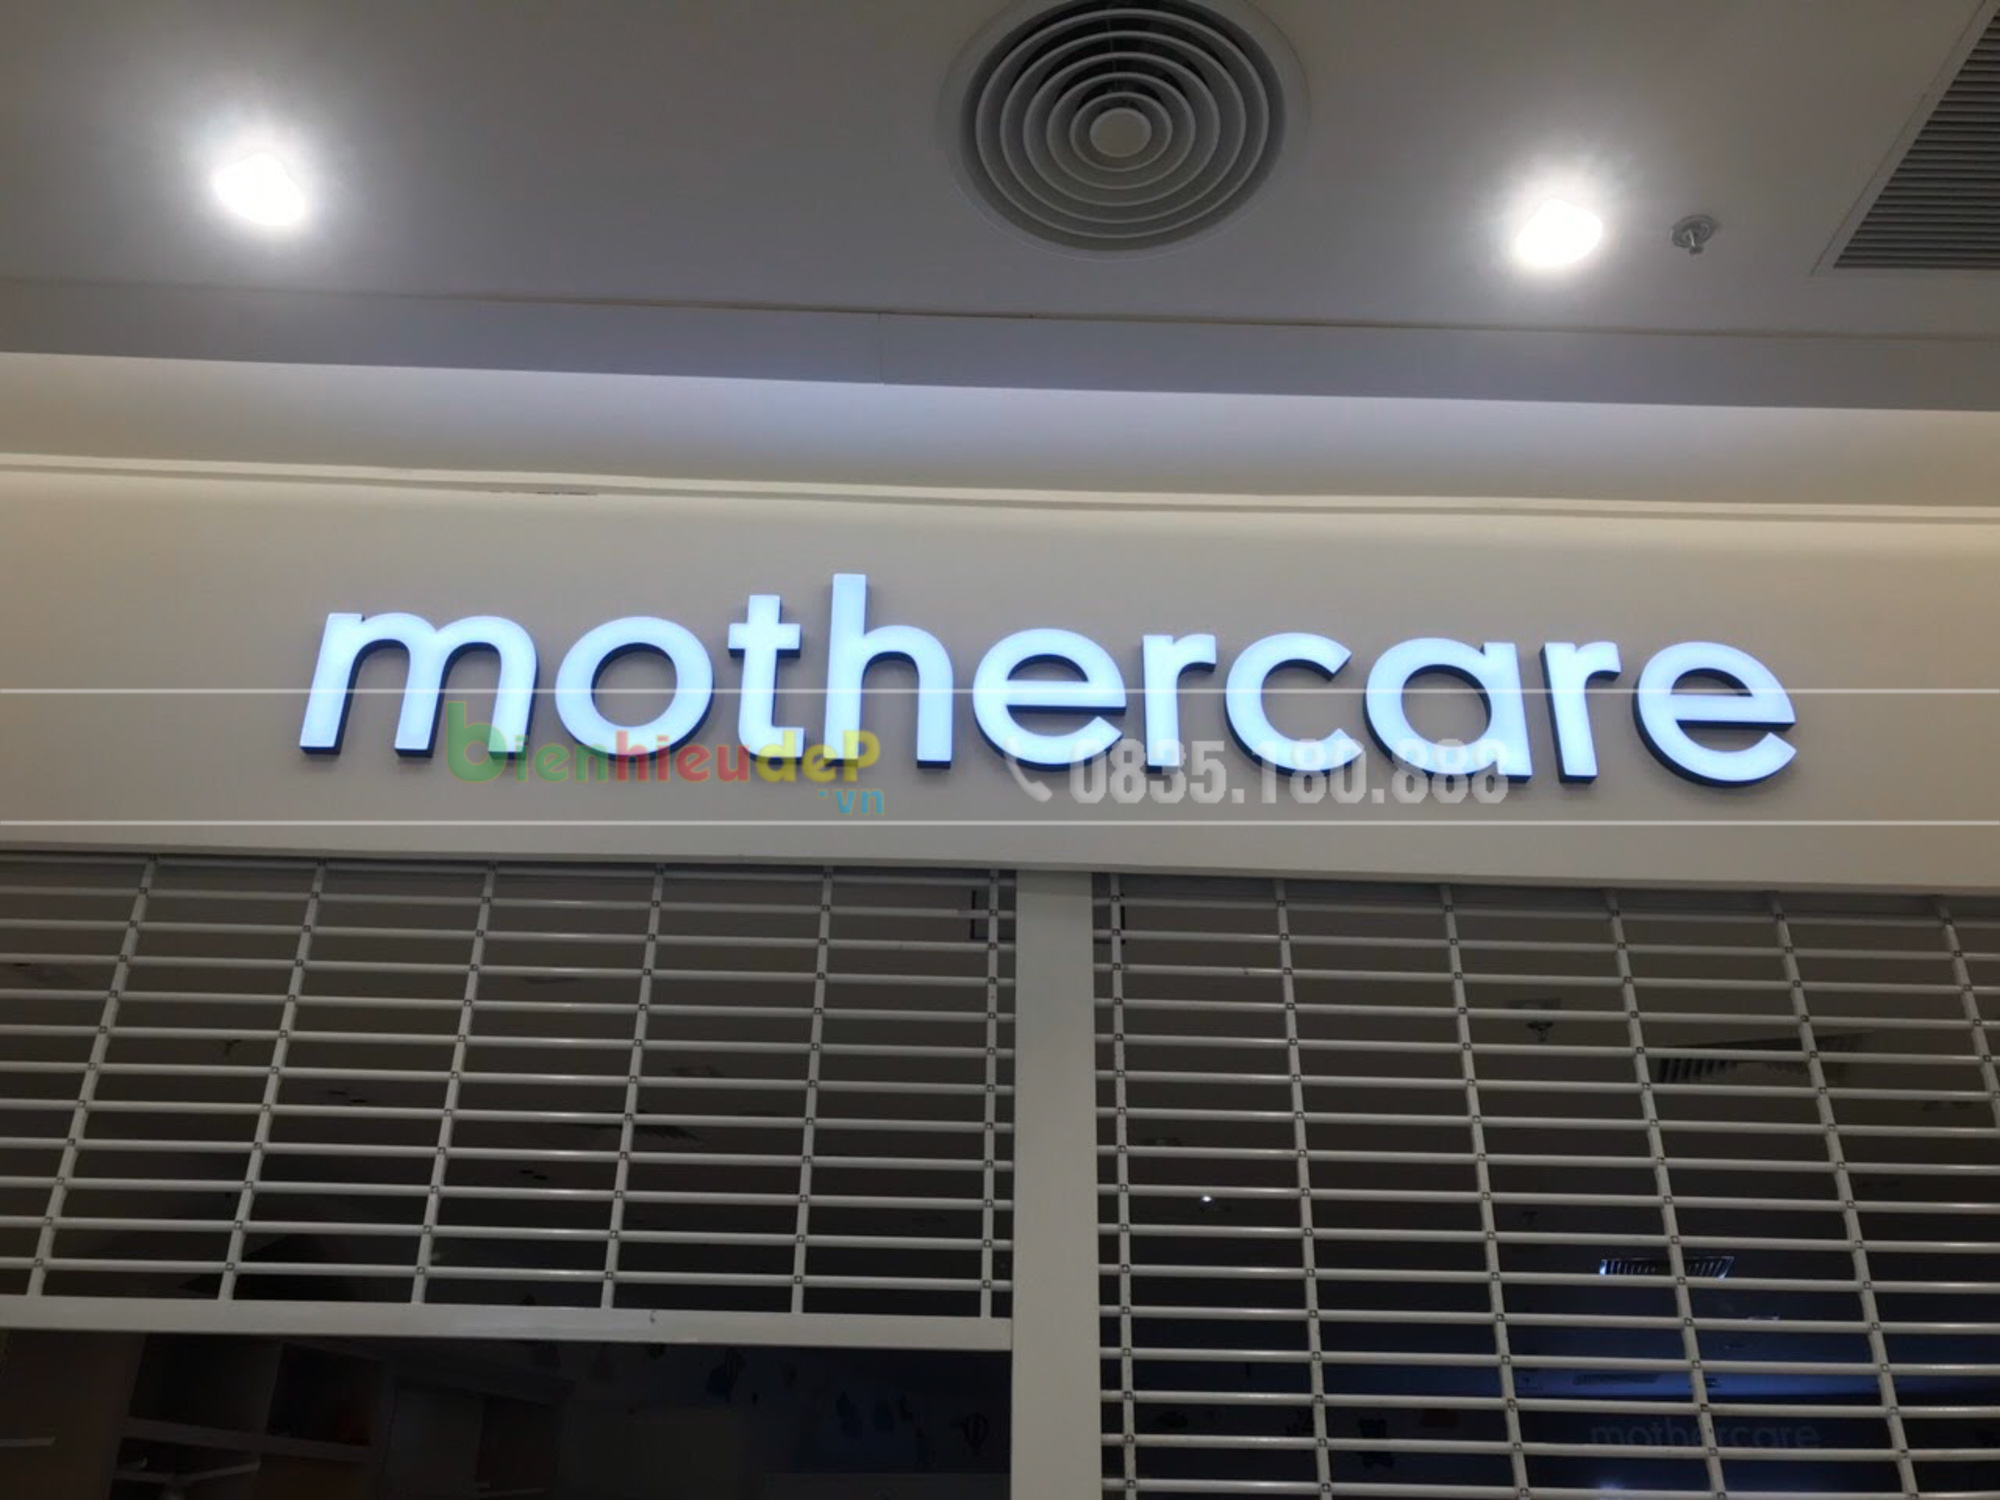 mothercare
bienhieudeP
.vn
0835.180.888
mothercare